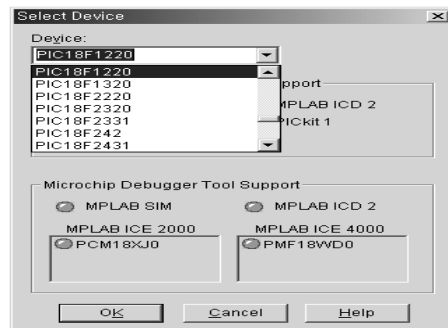 Select Device
Device:
PIC18F1220
PIC18F1220
PIC18F1320
PIC18F2220
PIC18F2320
PIC18F2331
PIC18F242
PIC18F2431
pport
MPLAB ICD 2
PICkit 1
Microchip Debugger Tool Support
MPLAB SIM MPLAB ICD 2
MPLAB ICE 2000 MPLAB ICE 4000
PCM18XJ0 PMF18WD0
OK Cancel Help